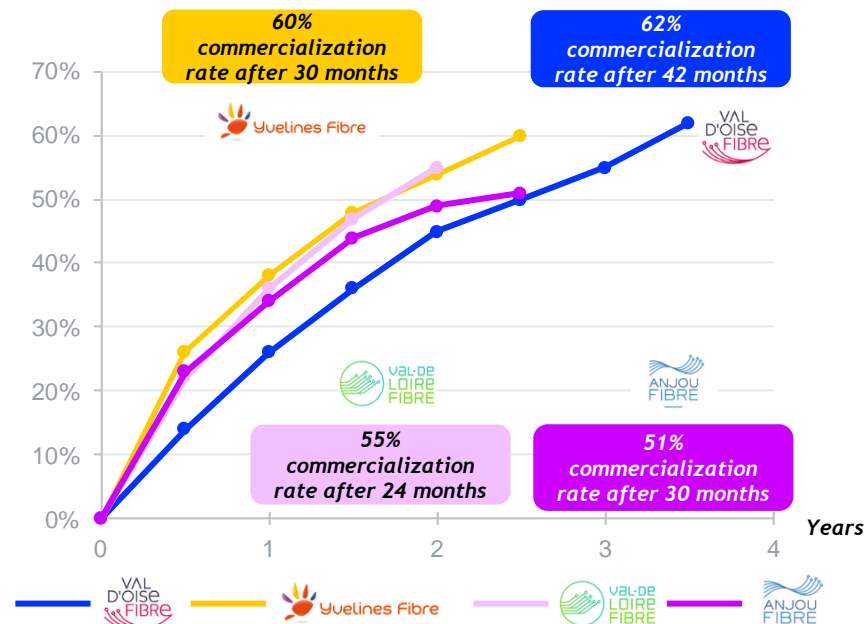 60%
commercialization
rate after 30 months
62%
commercialization
rate after 42 months
70%
60%
50%
40%
30%
20%
10%
0%
Yvelines Fibre
VAL
D'OISE
FIBRE
VAL-DE
LOIRE
FIBRE
ANJOU
FIBRE
55%
commercialization
rate after 24 months
51%
commercialization
rate after 30 months
Years
0
1
2
3
4
VAL
D'OISE
FIBRE
Yvelines Fibre
VAL-DE
LOIRE
FIBRE
ANJOU
FIBRE